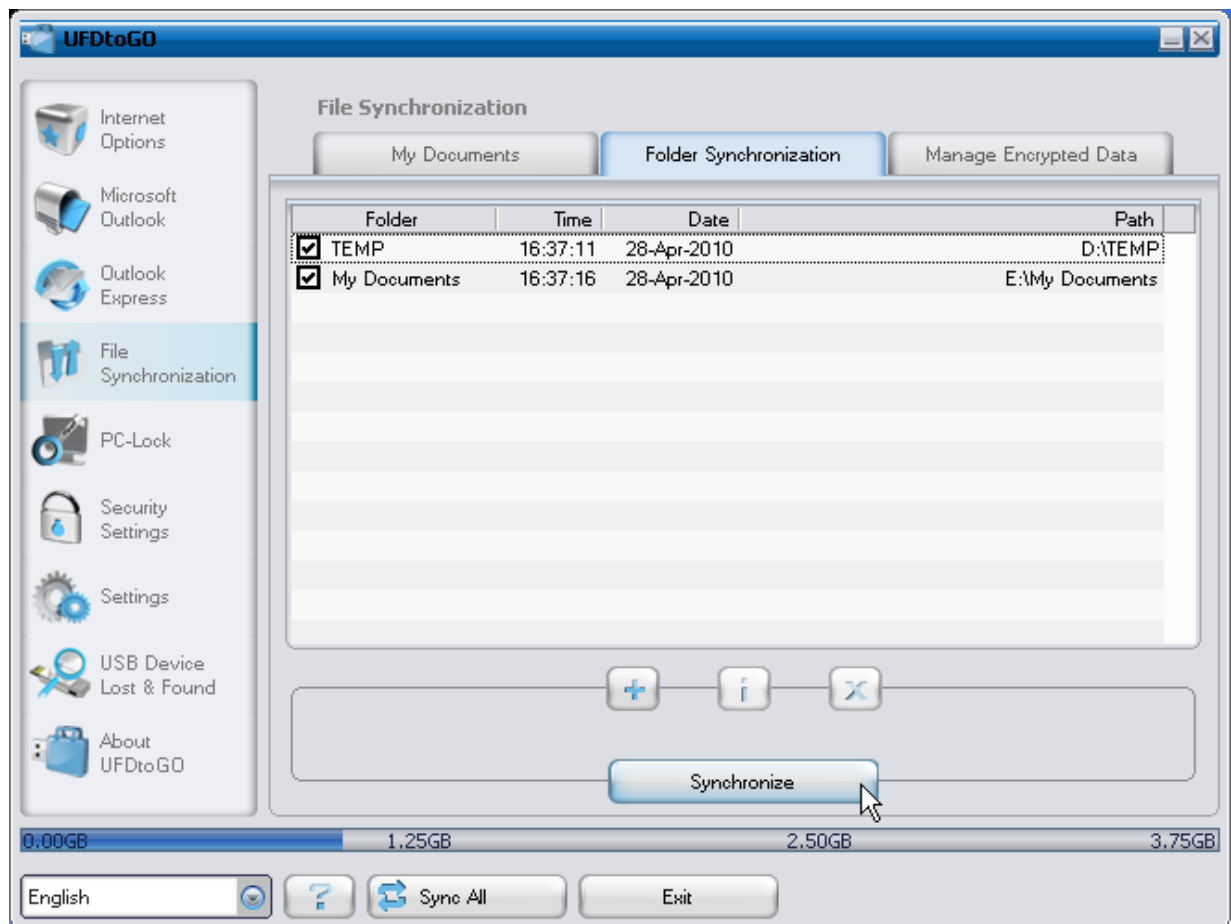 UFDtoGO
Internet
Options
Microsoft
Outlook
Outlook
Express
File
Synchronization
PC-Lock
Security
Settings
Settings
USB Device
Lost & Found
About
UFDtoGO
File Synchronization
My Documents Folder Synchronization Manage Encrypted Data
Folder Time Date Path
TEMP 16:37:11 28-Apr-2010 D:\TEMP
My Documents 16:37:16 28-Apr-2010 E:\My Documents
Synchronize
0.00GB 1.25GB 2.50GB 3.75GB
English ? Sync All Exit